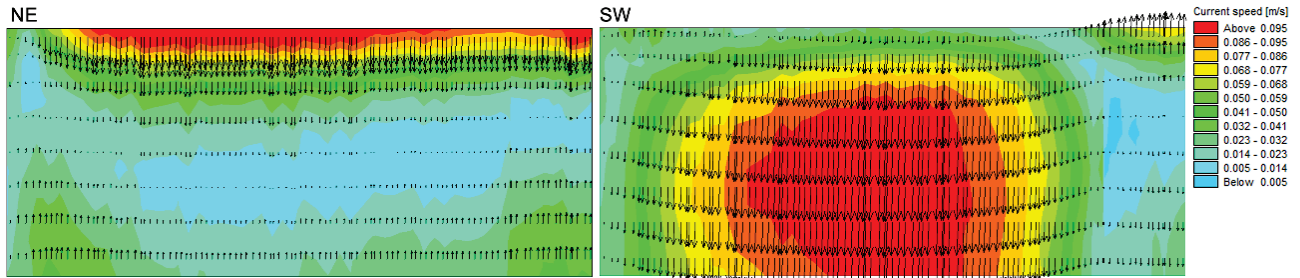 NE
SW
Current speed [m/s]
Above 0.095
0.086 - 0.095
0.077 - 0.086
0.068 - 0.077
0.059 - 0.068
0.050 - 0.059
0.041 - 0.050
0.032 - 0.041
0.023 - 0.032
0.014 - 0.023
0.005 - 0.014
Below 0.005